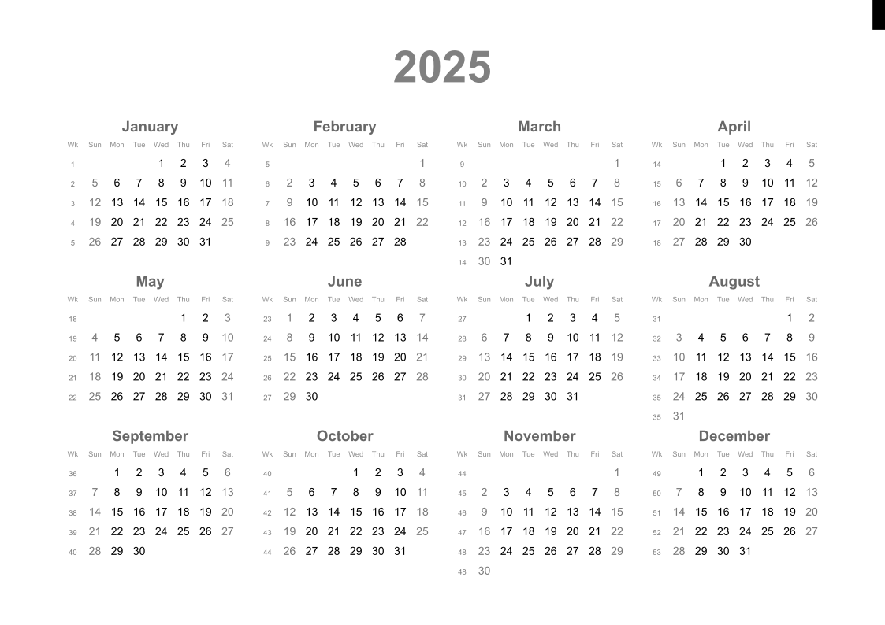 2025
January February March April
Wk Sun Mon Tue Wed Thu Fri Sat Wk Sun Mon Tue Wed Thu Fri Sat Wk Sun Mon Tue Wed Thu Fri Sat Wk Sun Mon Tue Wed Thu Fri Sat
1 1 2 3 4 5 1 9 1 14 1 2 3 4 5
2 5 6 7 8 9 10 11 6 2 3 4 5 6 7 8 10 2 3 4 5 6 7 8 15 6 7 8 9 10 11 12
3 12 13 14 15 16 17 18 7 9 10 11 12 13 14 15 11 9 10 11 12 13 14 15 16 13 14 15 16 17 18 19
4 19 20 21 22 23 24 25 8 16 17 18 19 20 21 22 12 16 17 18 19 20 21 22 17 20 21 22 23 24 25 26
5 26 27 28 29 30 31 9 23 24 25 26 27 28 13 23 24 25 26 27 28 29 18 27 28 29 30
14 30 31
May June July August
Wk Sun Mon Tue Wed Thu Fri Sat Wk Sun Mon Tue Wed Thu Fri Sat Wk Sun Mon Tue Wed Thu Fri Sat Wk Sun Mon Tue Wed Thu Fri Sat
18 1 2 3 23 1 2 3 4 5 6 7 27 1 2 3 4 5 31 1 2
19 4 5 6 7 8 9 10 24 8 9 10 11 12 13 14 28 6 7 8 9 10 11 12 32 3 4 5 6 7 8 9
20 11 12 13 14 15 16 17 25 15 16 17 18 19 20 21 29 13 14 15 16 17 18 19 33 10 11 12 13 14 15 16
21 18 19 20 21 22 23 24 26 22 23 24 25 26 27 28 30 20 21 22 23 24 25 26 34 17 18 19 20 21 22 23
22 25 26 27 28 29 30 31 27 29 30 31 27 28 29 30 31 35 24 25 26 27 28 29 30
35 31
September October November December
Wk Sun Mon Tue Wed Thu Fri Sat Wk Sun Mon Tue Wed Thu Fri Sat Wk Sun Mon Tue Wed Thu Fri Sat Wk Sun Mon Tue Wed Thu Fri Sat
36 1 2 3 4 5 6 40 1 2 3 4 44 1 49 1 2 3 4 5 6
37 7 8 9 10 11 12 13 41 5 6 7 8 9 10 11 45 2 3 4 5 6 7 8 50 7 8 9 10 11 12 13
38 14 15 16 17 18 19 20 42 12 13 14 15 16 17 18 46 9 10 11 12 13 14 15 51 14 15 16 17 18 19 20
39 21 22 23 24 25 26 27 43 19 20 21 22 23 24 25 47 16 17 18 19 20 21 22 52 21 22 23 24 25 26 27
40 28 29 30 44 26 27 28 29 30 31 48 23 24 25 26 27 28 29 53 28 29 30 31
48 30